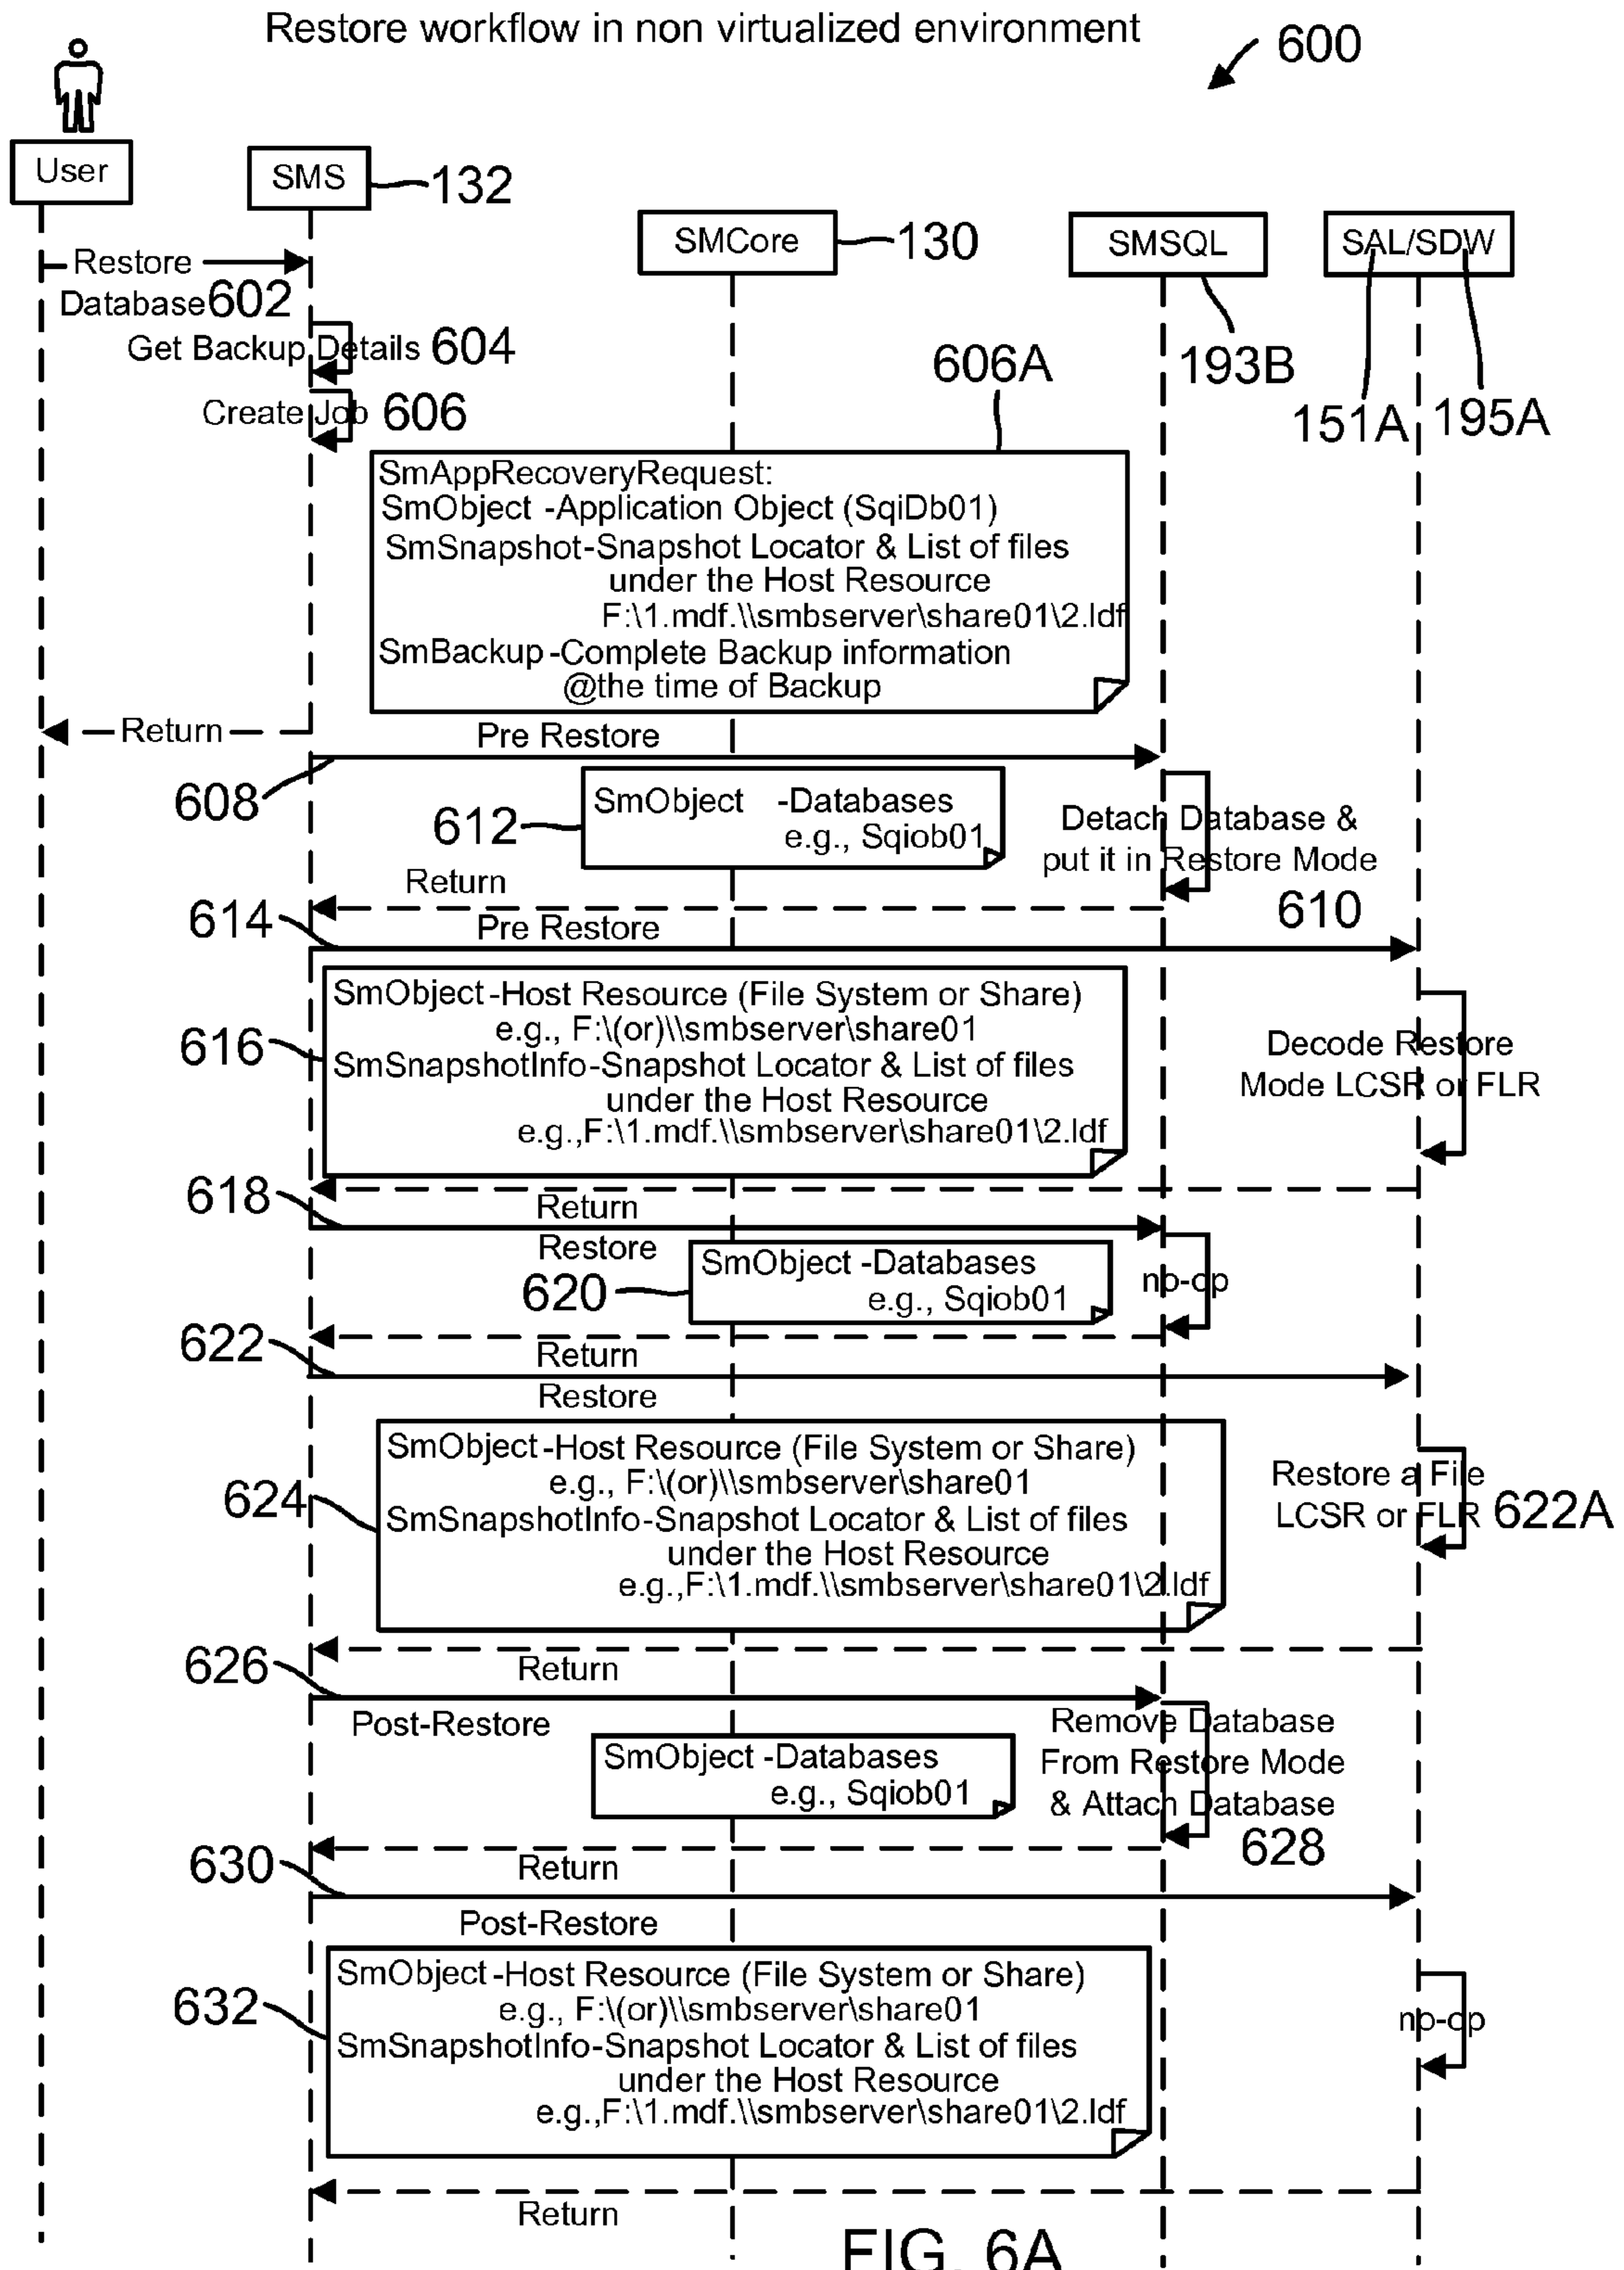 Restore workflow in non virtualized environment
600
User
SMS
132
SMCore
130
SMSQL
SAL/SDW
193B
151A
195A
Restore
Database 602
Get Backup Details 604
Create Job 606
606A
SmAppRecoveryRequest:
SmObject -Application Object (SqiDb01)
SmSnapshot-Snapshot Locator & List of files
under the Host Resource
F:\1.mdf.\\smbserver\share01\2.ldf
SmBackup-Complete Backup information
@the time of Backup
Return
Pre Restore
608
612
SmObject -Databases
e.g., Sqiob01
Detach Database &
put it in Restore Mode
610
Return
614
Pre Restore
616
SmObject-Host Resource (File System or Share)
e.g., F:\(or)\\smbserver\share01
SmSnapshotInfo-Snapshot Locator & List of files
under the Host Resource
e.g.,F:\1.mdf.\\smbserver\share01\2.ldf
Decode Restore
Mode LCSR or FLR
618
Return
Restore
620
SmObject -Databases
e.g., Sqiob01
no-op
622
Return
Restore
624
SmObject-Host Resource (File System or Share)
e.g., F:\(or)\\smbserver\share01
SmSnapshotInfo-Snapshot Locator & List of files
under the Host Resource
e.g.,F:\1.mdf.\\smbserver\share01\2.ldf
Restore a File
LCSR or FLR 622A
626
Return
Post-Restore
SmObject -Databases
e.g., Sqiob01
Remove Database
From Restore Mode
& Attach Database
628
630
Return
Post-Restore
632
SmObject-Host Resource (File System or Share)
e.g., F:\(or)\\smbserver\share01
SmSnapshotInfo-Snapshot Locator & List of files
under the Host Resource
e.g.,F:\1.mdf.\\smbserver\share01\2.ldf
no-op
Return
FIG. 6A